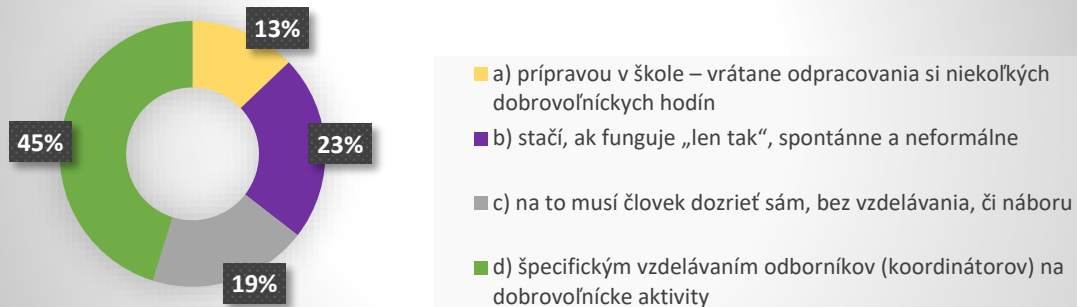 13%
23%
19%
45%
a) prípravou v škole – vrátane odpracovania si niekoľkých
dobrovoľníckych hodín
b) stačí, ak funguje „len tak“, spontánne a neformálne
c) na to musí človek dozrieť sám, bez vzdelávania, či náboru
d) špecifickým vzdelávaním odborníkov (koordinátorov) na
dobrovoľnícke aktivity